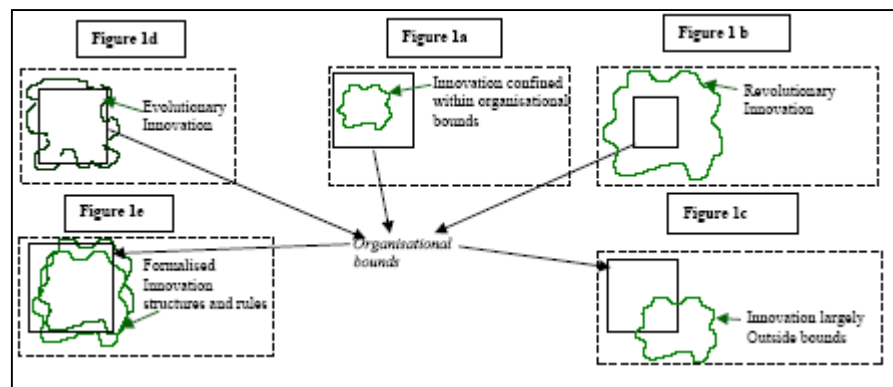 Figure 1d
Figure 1a
Figure 1 b
Evolutionary
Innovation
Innovation confined
within organisational
bounds
Revolutionary
Innovation
Figure 1e
Figure 1c
Organisational
bounds
Formalised
Innovation
structures and rules
Innovation largely
Outside bounds